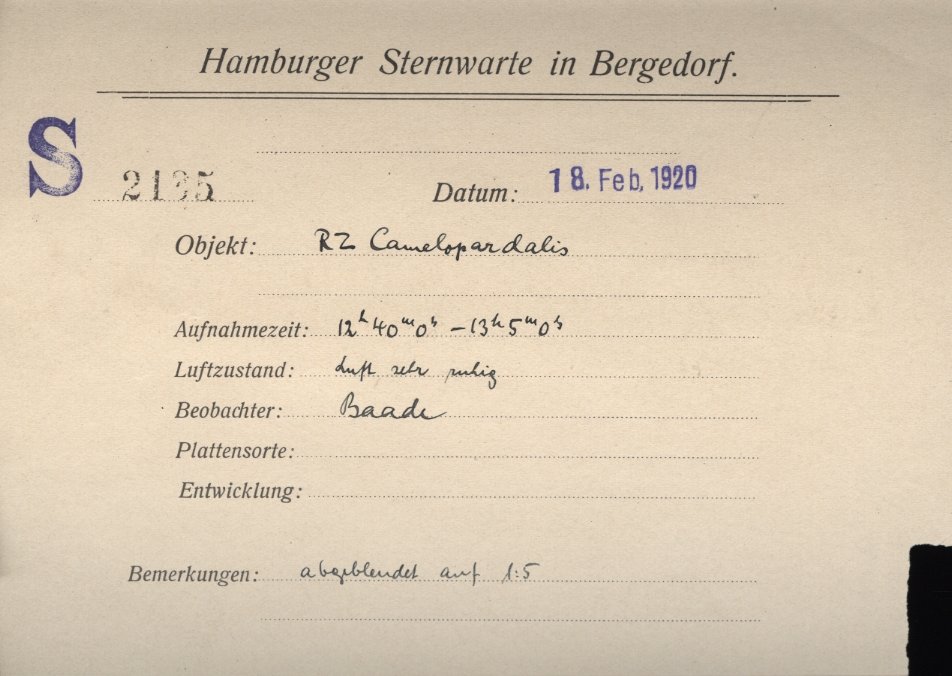 Hamburger Sternwarte in Bergedorf.
S 2195 Datum: 18. Feb. 1920
Objekt: RZ Camelopardalis
Aufnahmezeit: 12h 40m 0s – 13h 5m 0s
Luftzustand: Luft sehr ruhig
Beobachter: Baade
Plattensorte:
Entwicklung:
Bemerkungen: abgeblendet auf 1:5